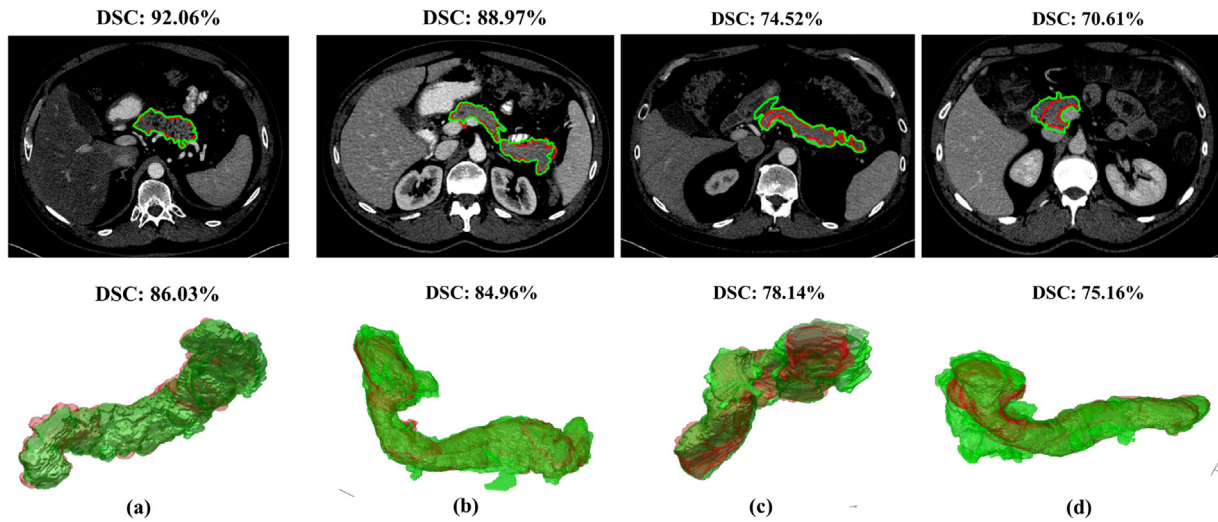 DSC: 92.06%
DSC: 88.97%
DSC: 74.52%
DSC: 70.61%
DSC: 86.03%
DSC: 84.96%
DSC: 78.14%
DSC: 75.16%
(a)
(b)
(c)
(d)